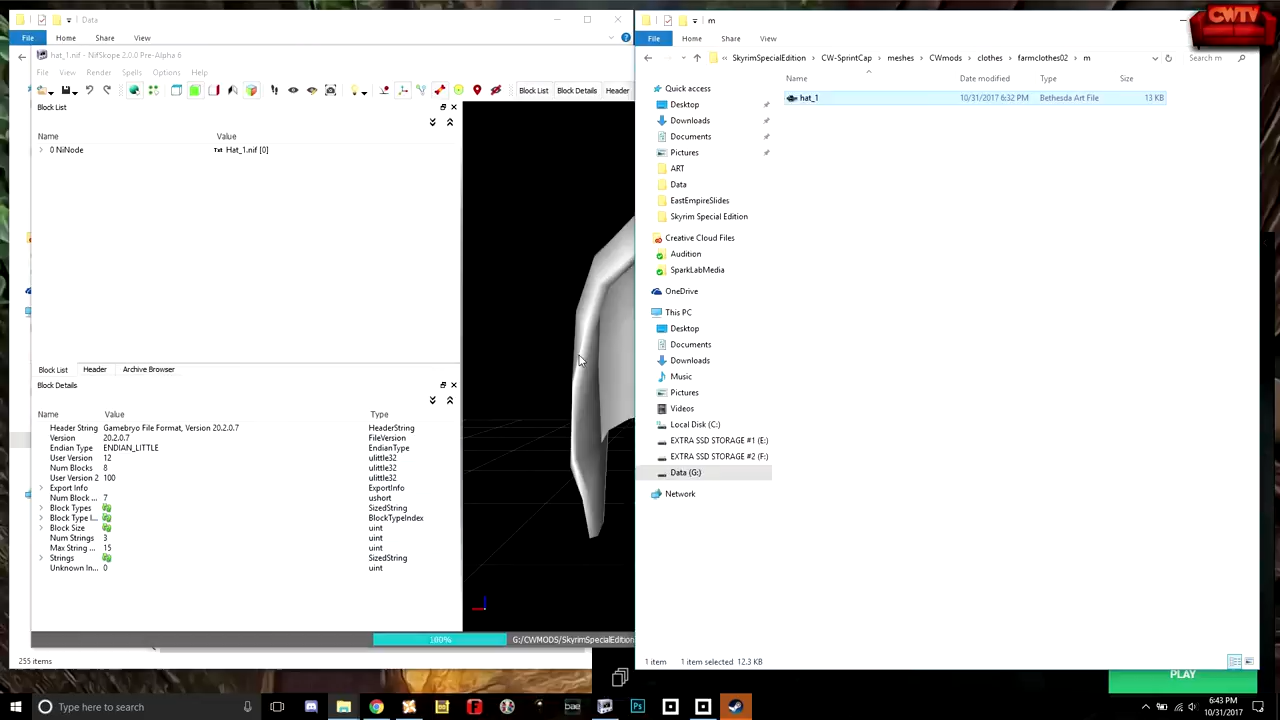 Data
File Home Share View
hat_1.nif - NifSkope 2.0.0 Pre-Alpha 6
File View Render Spells Options Help
Block List Block Details Header
Block List
Name Value
0 NiNode Txt Hat_1.nif [0]
Block List Header Archive Browser
Block Details
Name Value Type
Header String Gamebryo File Format, Version 20.2.0.7 HeaderString
Version 20.2.0.7 FileVersion
Endian Type ENDIAN_LITTLE EndianType
User Version 12 ulittle32
Num Blocks 8 ulittle32
User Version 2 100 ulittle32
Export Info ExportInfo
Num Block ... 7 ushort
Block Types SizedString
Block Type I... BlockTypeIndex
Block Size uint
Num Strings 3 uint
Max String ... 15 uint
Strings SizedString
Unknown In... 0 uint
100% G:/CWMODS/SkyrimSpecialEdition
255 items
m
CWTV
File Home Share View
« SkyrimSpecialEdition › CW-SprintCap › meshes › CWmods › clothes › farmclothes02 › m
Search m
Name Date modified Type Size
hat_1 10/31/2017 6:32 PM Bethesda Art File 13 KB
Quick access
Desktop
Downloads
Documents
Pictures
ART
Data
EastEmpireSlides
Skyrim Special Edition
Creative Cloud Files
Audition
SparkLabMedia
OneDrive
This PC
Desktop
Documents
Downloads
Music
Pictures
Videos
Local Disk (C:)
EXTRA SSD STORAGE #1 (E:)
EXTRA SSD STORAGE #2 (F:)
Data (G:)
Network
1 item 1 item selected 12.3 KB
PLAY
Type here to search
bae
Ps
6:43 PM
10/31/2017